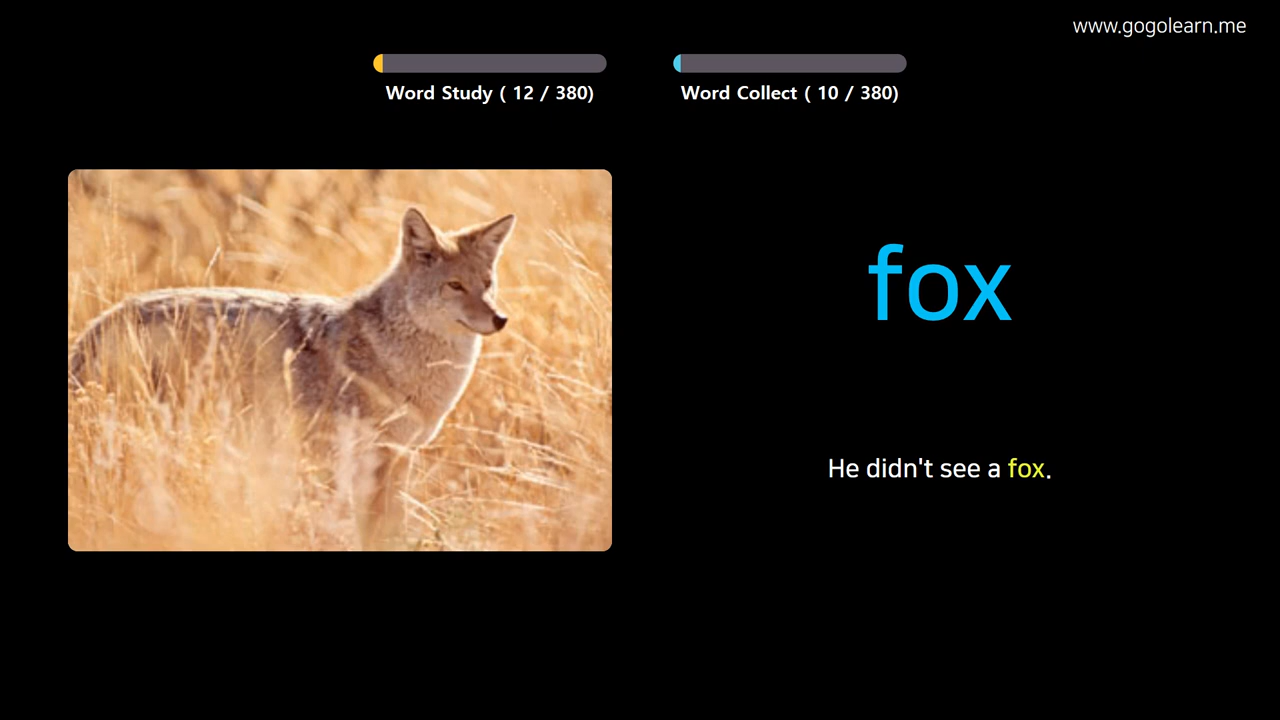 www.gogolearn.me
Word Study ( 12 / 380)
Word Collect ( 10 / 380)
fox
He didn't see a fox.